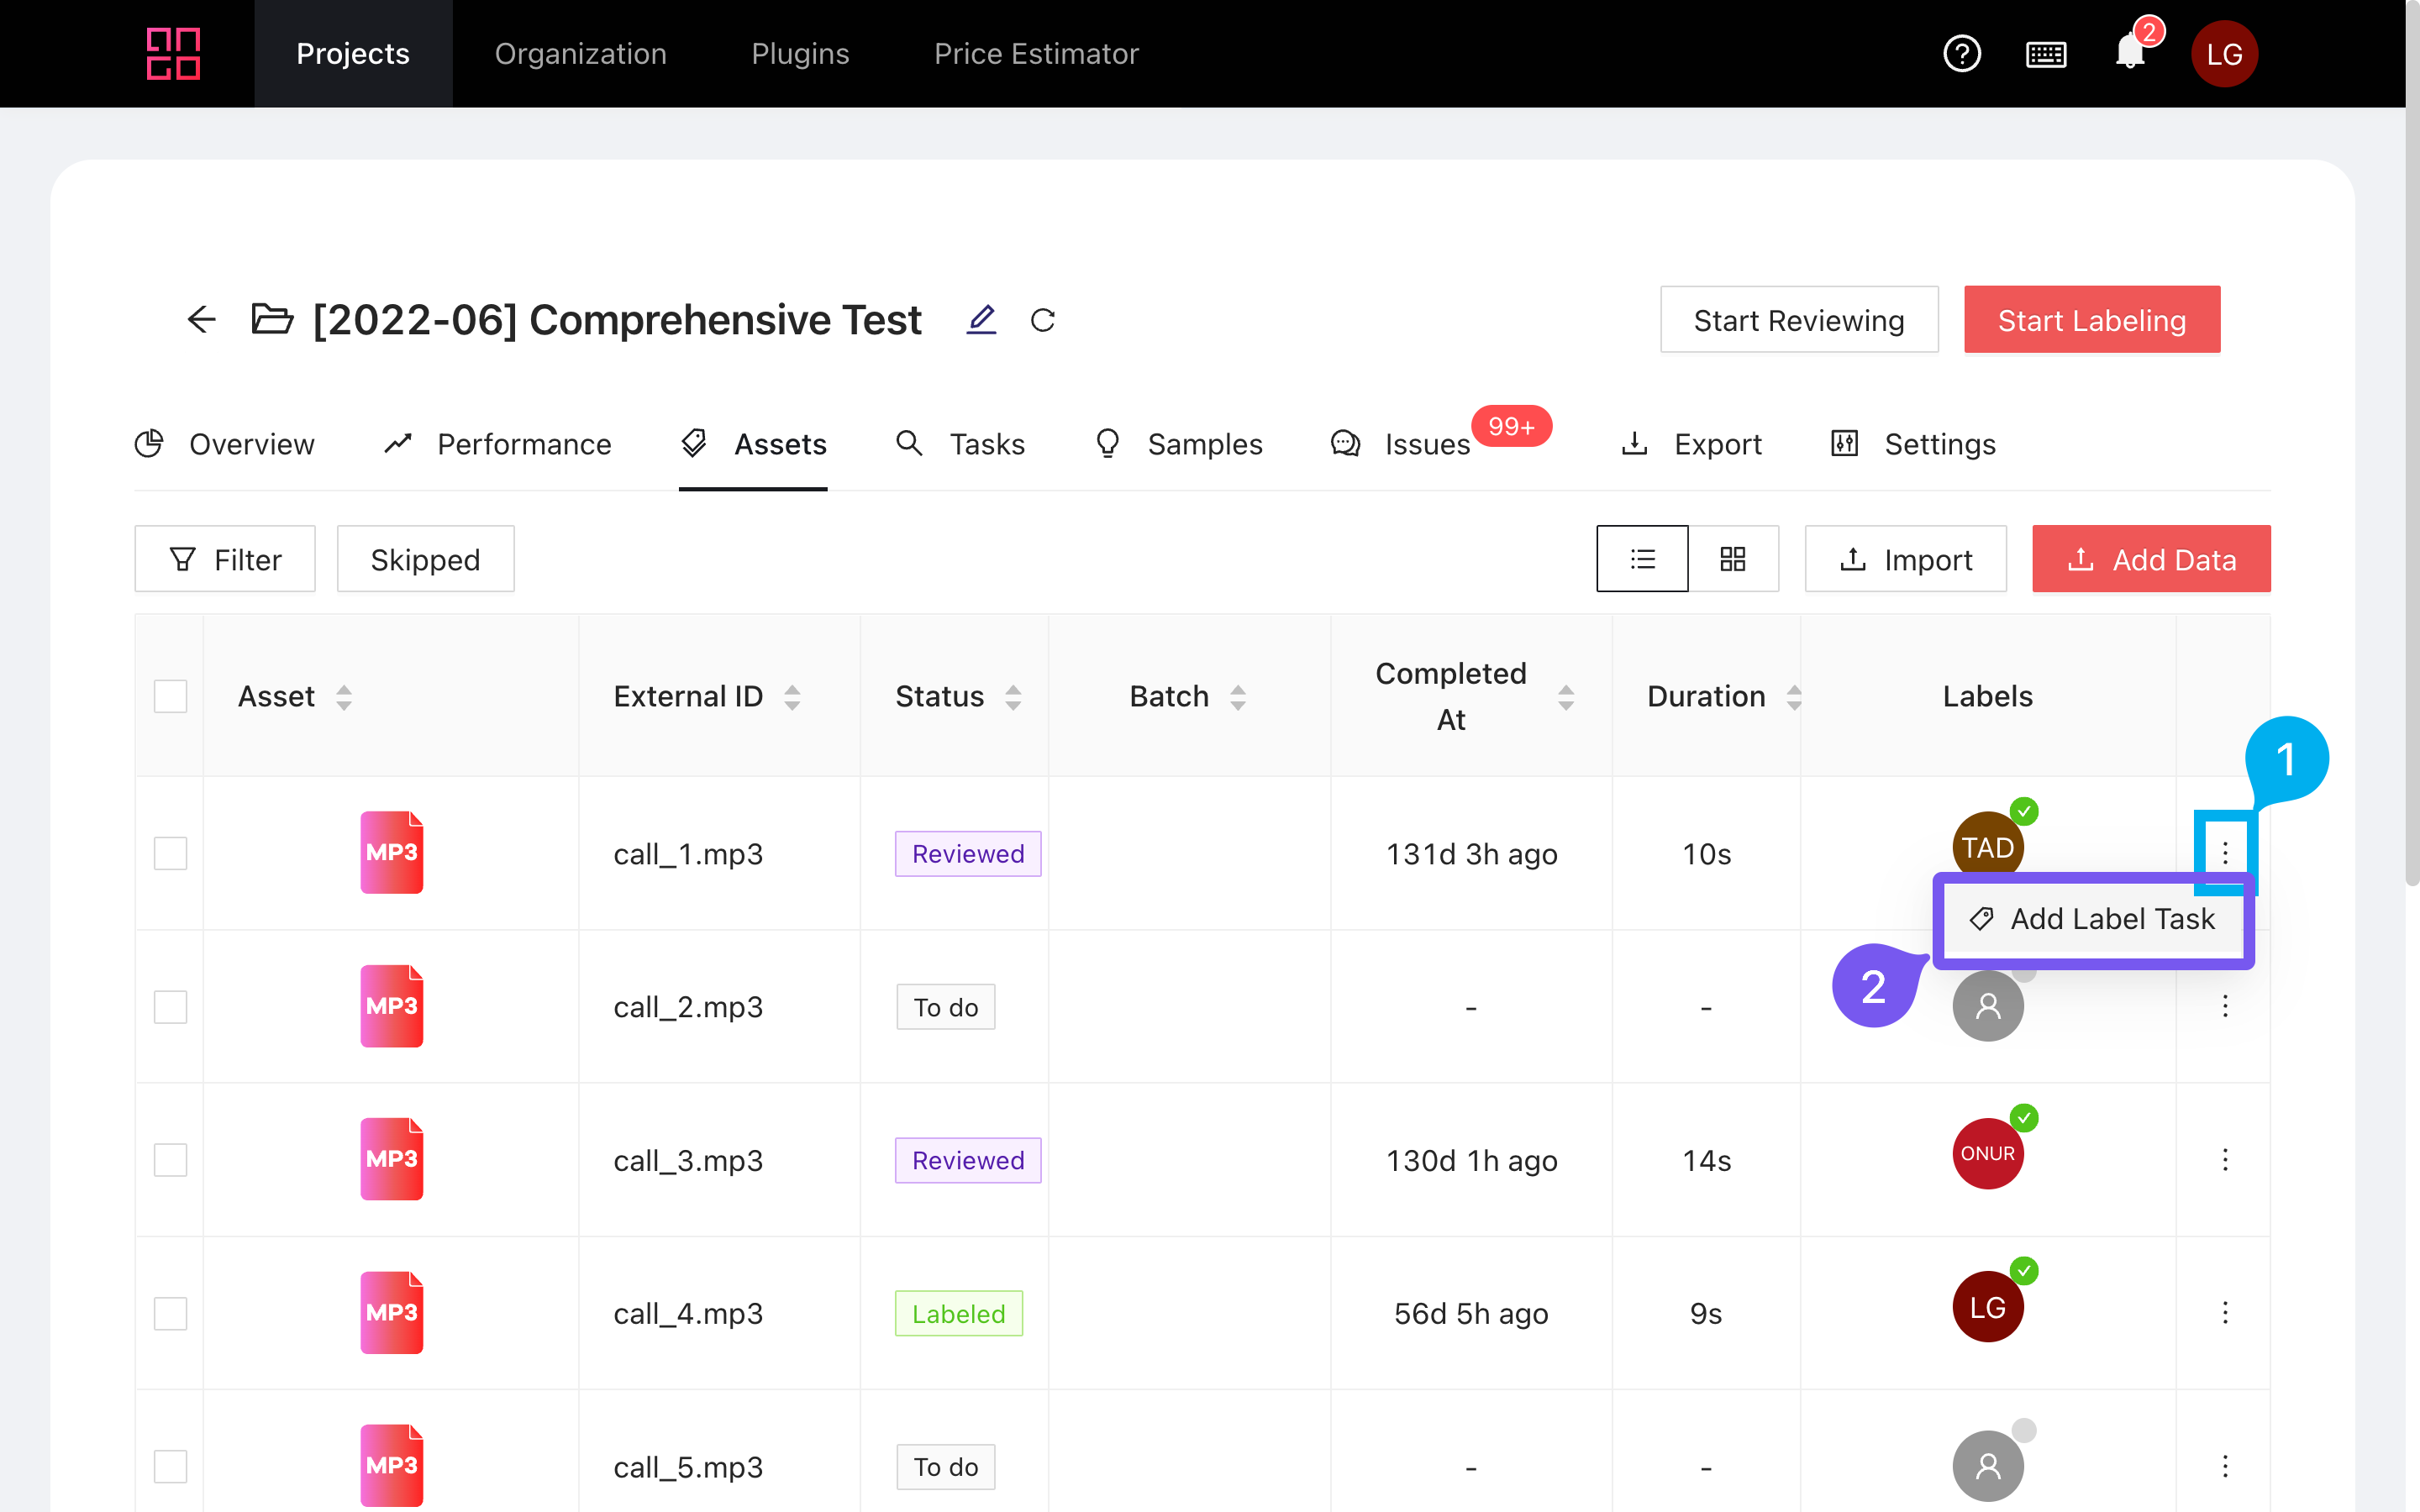 Projects Organization Plugins Price Estimator 2 LG
[2022-06] Comprehensive Test Start Reviewing Start Labeling
Overview Performance Assets Tasks Samples Issues 99+ Export Settings
Filter Skipped Import Add Data
Asset External ID Status Batch Completed At Duration Labels
1
MP3 call_1.mp3 Reviewed 131d 3h ago 10s TAD
Add Label Task
2
MP3 call_2.mp3 To do - -
MP3 call_3.mp3 Reviewed 130d 1h ago 14s ONUR
MP3 call_4.mp3 Labeled 56d 5h ago 9s LG
MP3 call_5.mp3 To do - -